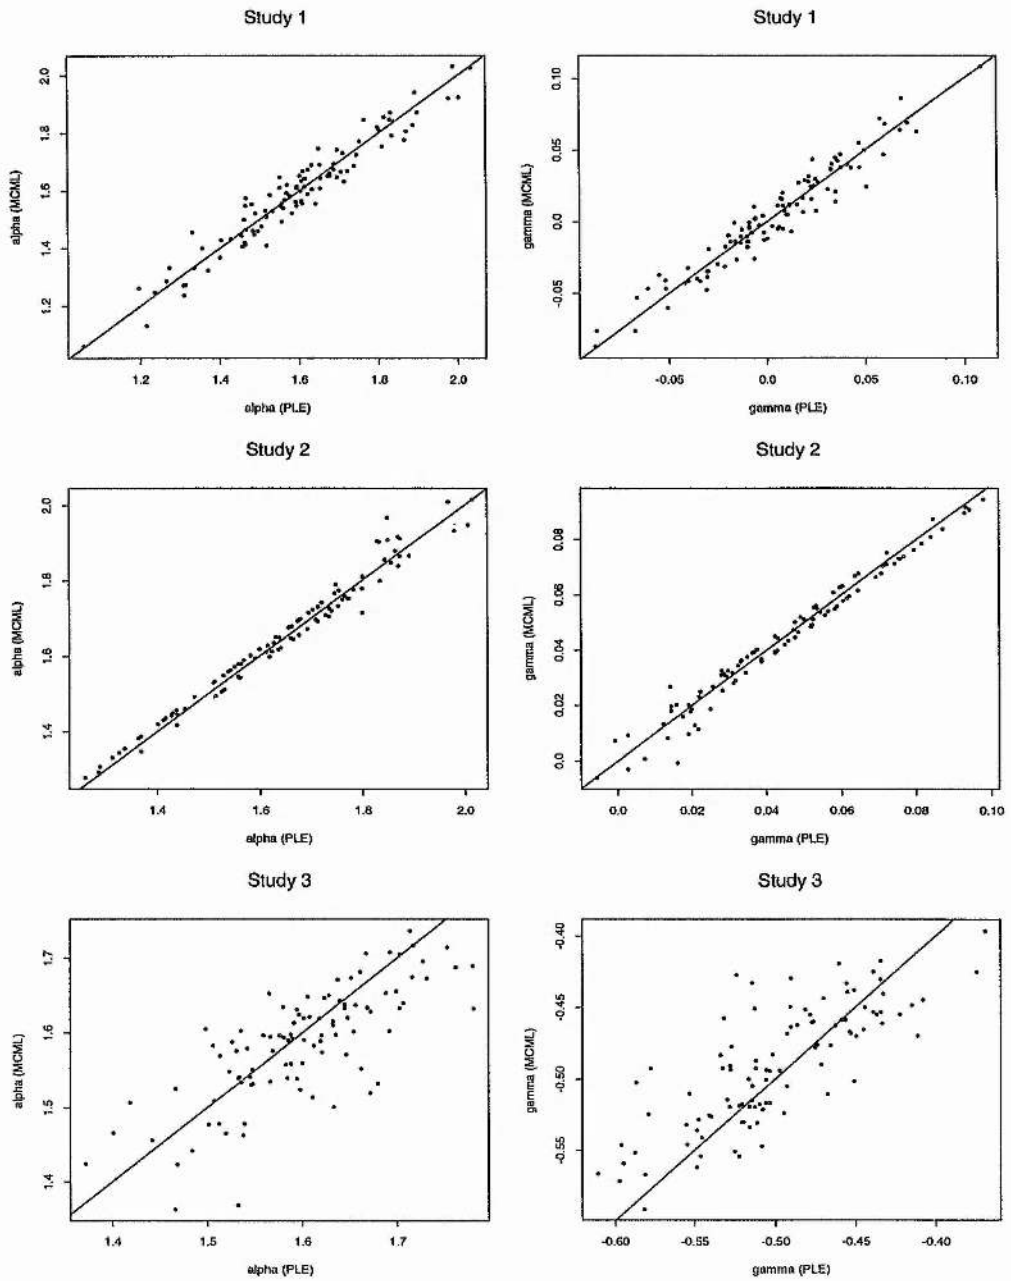 Study 1 Study 1
alpha (MCML) 1.2 1.4 1.6 1.8 2.0
1.2 1.4 1.6 1.8 2.0
alpha (PLE)
gamma (MCML) -0.05 0.0 0.05 0.10
-0.05 0.0 0.05 0.10
gamma (PLE)
Study 2 Study 2
alpha (MCML) 1.4 1.6 1.8 2.0
1.4 1.6 1.8 2.0
alpha (PLE)
gamma (MCML) 0.0 0.02 0.04 0.06 0.08
0.0 0.02 0.04 0.06 0.08 0.10
gamma (PLE)
Study 3 Study 3
alpha (MCML) 1.4 1.5 1.6 1.7
1.4 1.5 1.6 1.7
alpha (PLE)
gamma (MCML) -0.55 -0.50 -0.45 -0.40
-0.60 -0.55 -0.50 -0.45 -0.40
gamma (PLE)